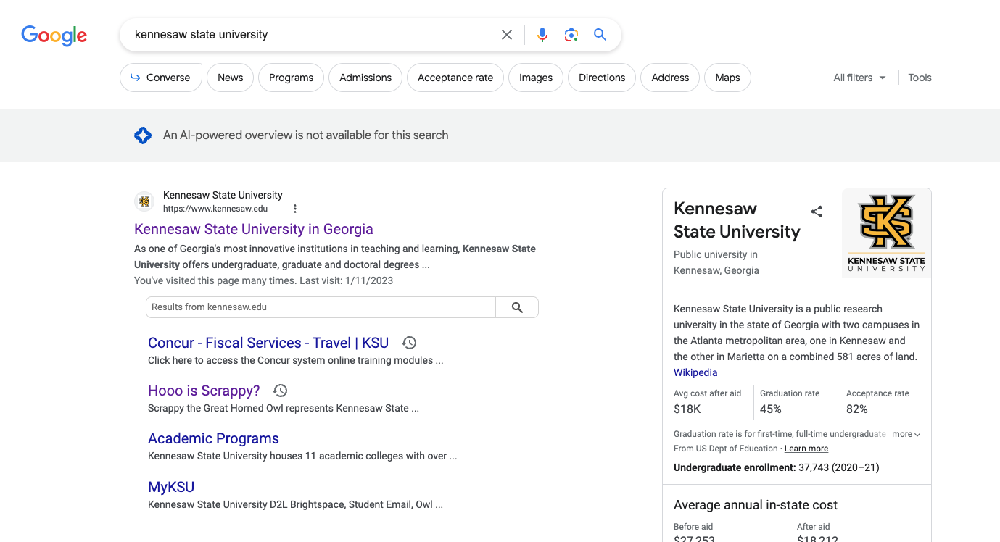 Google
kennesaw state university
Converse
News
Programs
Admissions
Acceptance rate
Images
Directions
Address
Maps
All filters
Tools
An AI-powered overview is not available for this search
Kennesaw State University
https://www.kennesaw.edu
Kennesaw State University in Georgia
As one of Georgia's most innovative institutions in teaching and learning, Kennesaw State
University offers undergraduate, graduate and doctoral degrees ...
You've visited this page many times. Last visit: 1/11/2023
Results from kennesaw.edu
Concur - Fiscal Services - Travel | KSU
Click here to access the Concur system online training modules ...
Hooo is Scrappy?
Scrappy the Great Horned Owl represents Kennesaw State ...
Academic Programs
Kennesaw State University houses 11 academic colleges with over ...
MyKSU
Kennesaw State University D2L Brightspace, Student Email, Owl ...
Kennesaw
State University
Public university in
Kennesaw, Georgia
KS
KENNESAW STATE
UNIVERSITY
Kennesaw State University is a public research
university in the state of Georgia with two campuses in
the Atlanta metropolitan area, one in Kennesaw and
the other in Marietta on a combined 581 acres of land.
Wikipedia
Avg cost after aid
$18K
Graduation rate
45%
Acceptance rate
82%
Graduation rate is for first-time, full-time undergraduate more
From US Dept of Education · Learn more
Undergraduate enrollment: 37,743 (2020–21)
Average annual in-state cost
Before aid
$27,253
After aid
$18,212